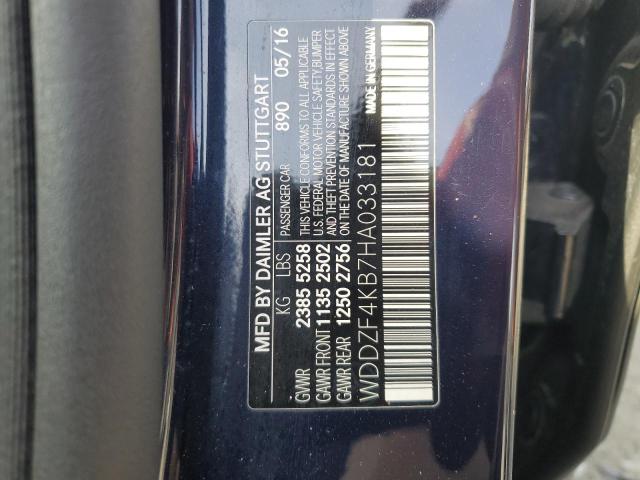 MFD BY DAIMLER AG STUTTGART
KG LBS PASSENGER CAR 890 05/16
GVWR 2385 5258 THIS VEHICLE CONFORMS TO ALL APPLICABLE
U.S. FEDERAL MOTOR VEHICLE SAFETY, BUMPER
GAWR FRONT 1135 2502 AND THEFT PREVENTION STANDARDS IN EFFECT
GAWR REAR 1250 2756 ON THE DATE OF MANUFACTURE SHOWN ABOVE
MADE IN GERMANY
WDDZF4KB7HA033181